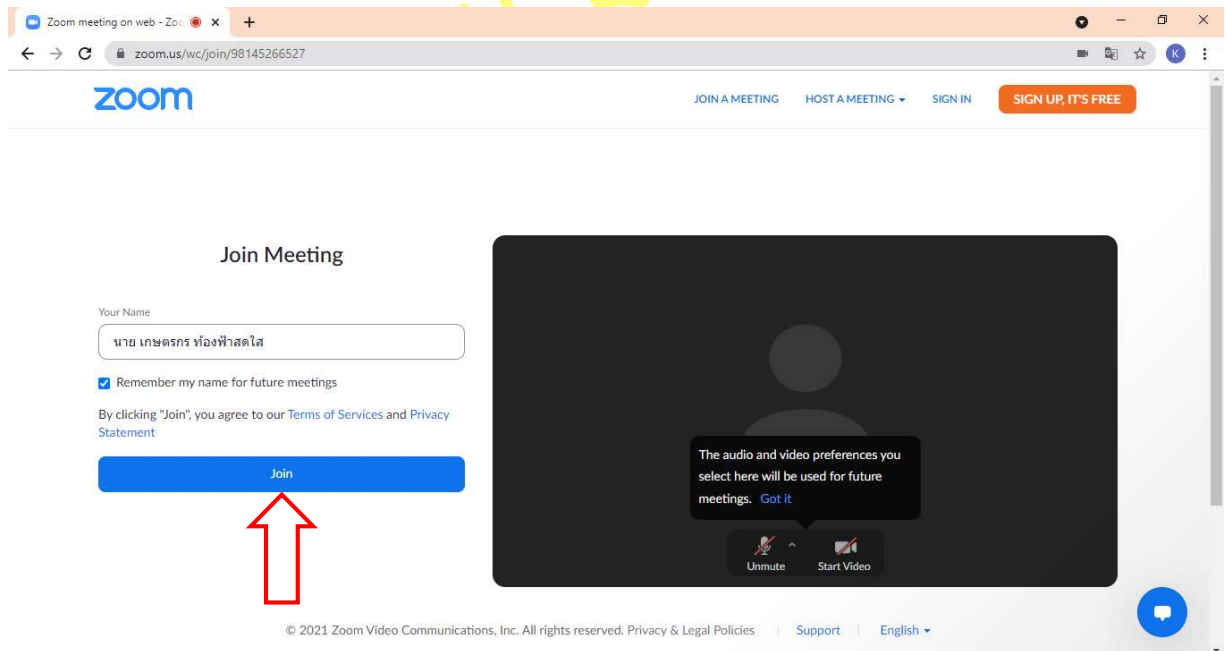 Zoom meeting on web - Zoo
zoom.us/wc/join/98145266527
K
zoom
JOIN A MEETING
HOST A MEETING
SIGN IN
SIGN UP, IT'S FREE
Join Meeting
Your Name
นาย เกษตรกร ท้องฟ้าสดใส
Remember my name for future meetings
By clicking "Join", you agree to our Terms of Services and Privacy
Statement
Join
The audio and video preferences you
select here will be used for future
meetings. Got it
Unmute
Start Video
© 2021 Zoom Video Communications, Inc. All rights reserved. Privacy & Legal Policies
Support
English